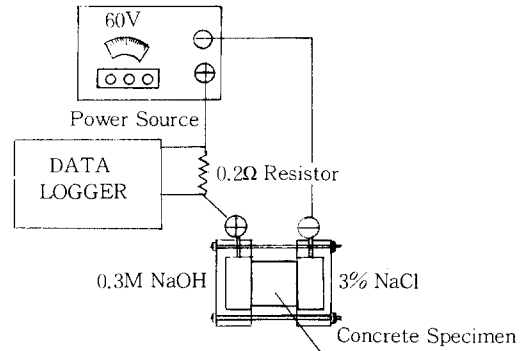 60V
Power Source
DATA
LOGGER
0.2Ω Resistor
0.3M NaOH
3% NaCl
Concrete Specimen